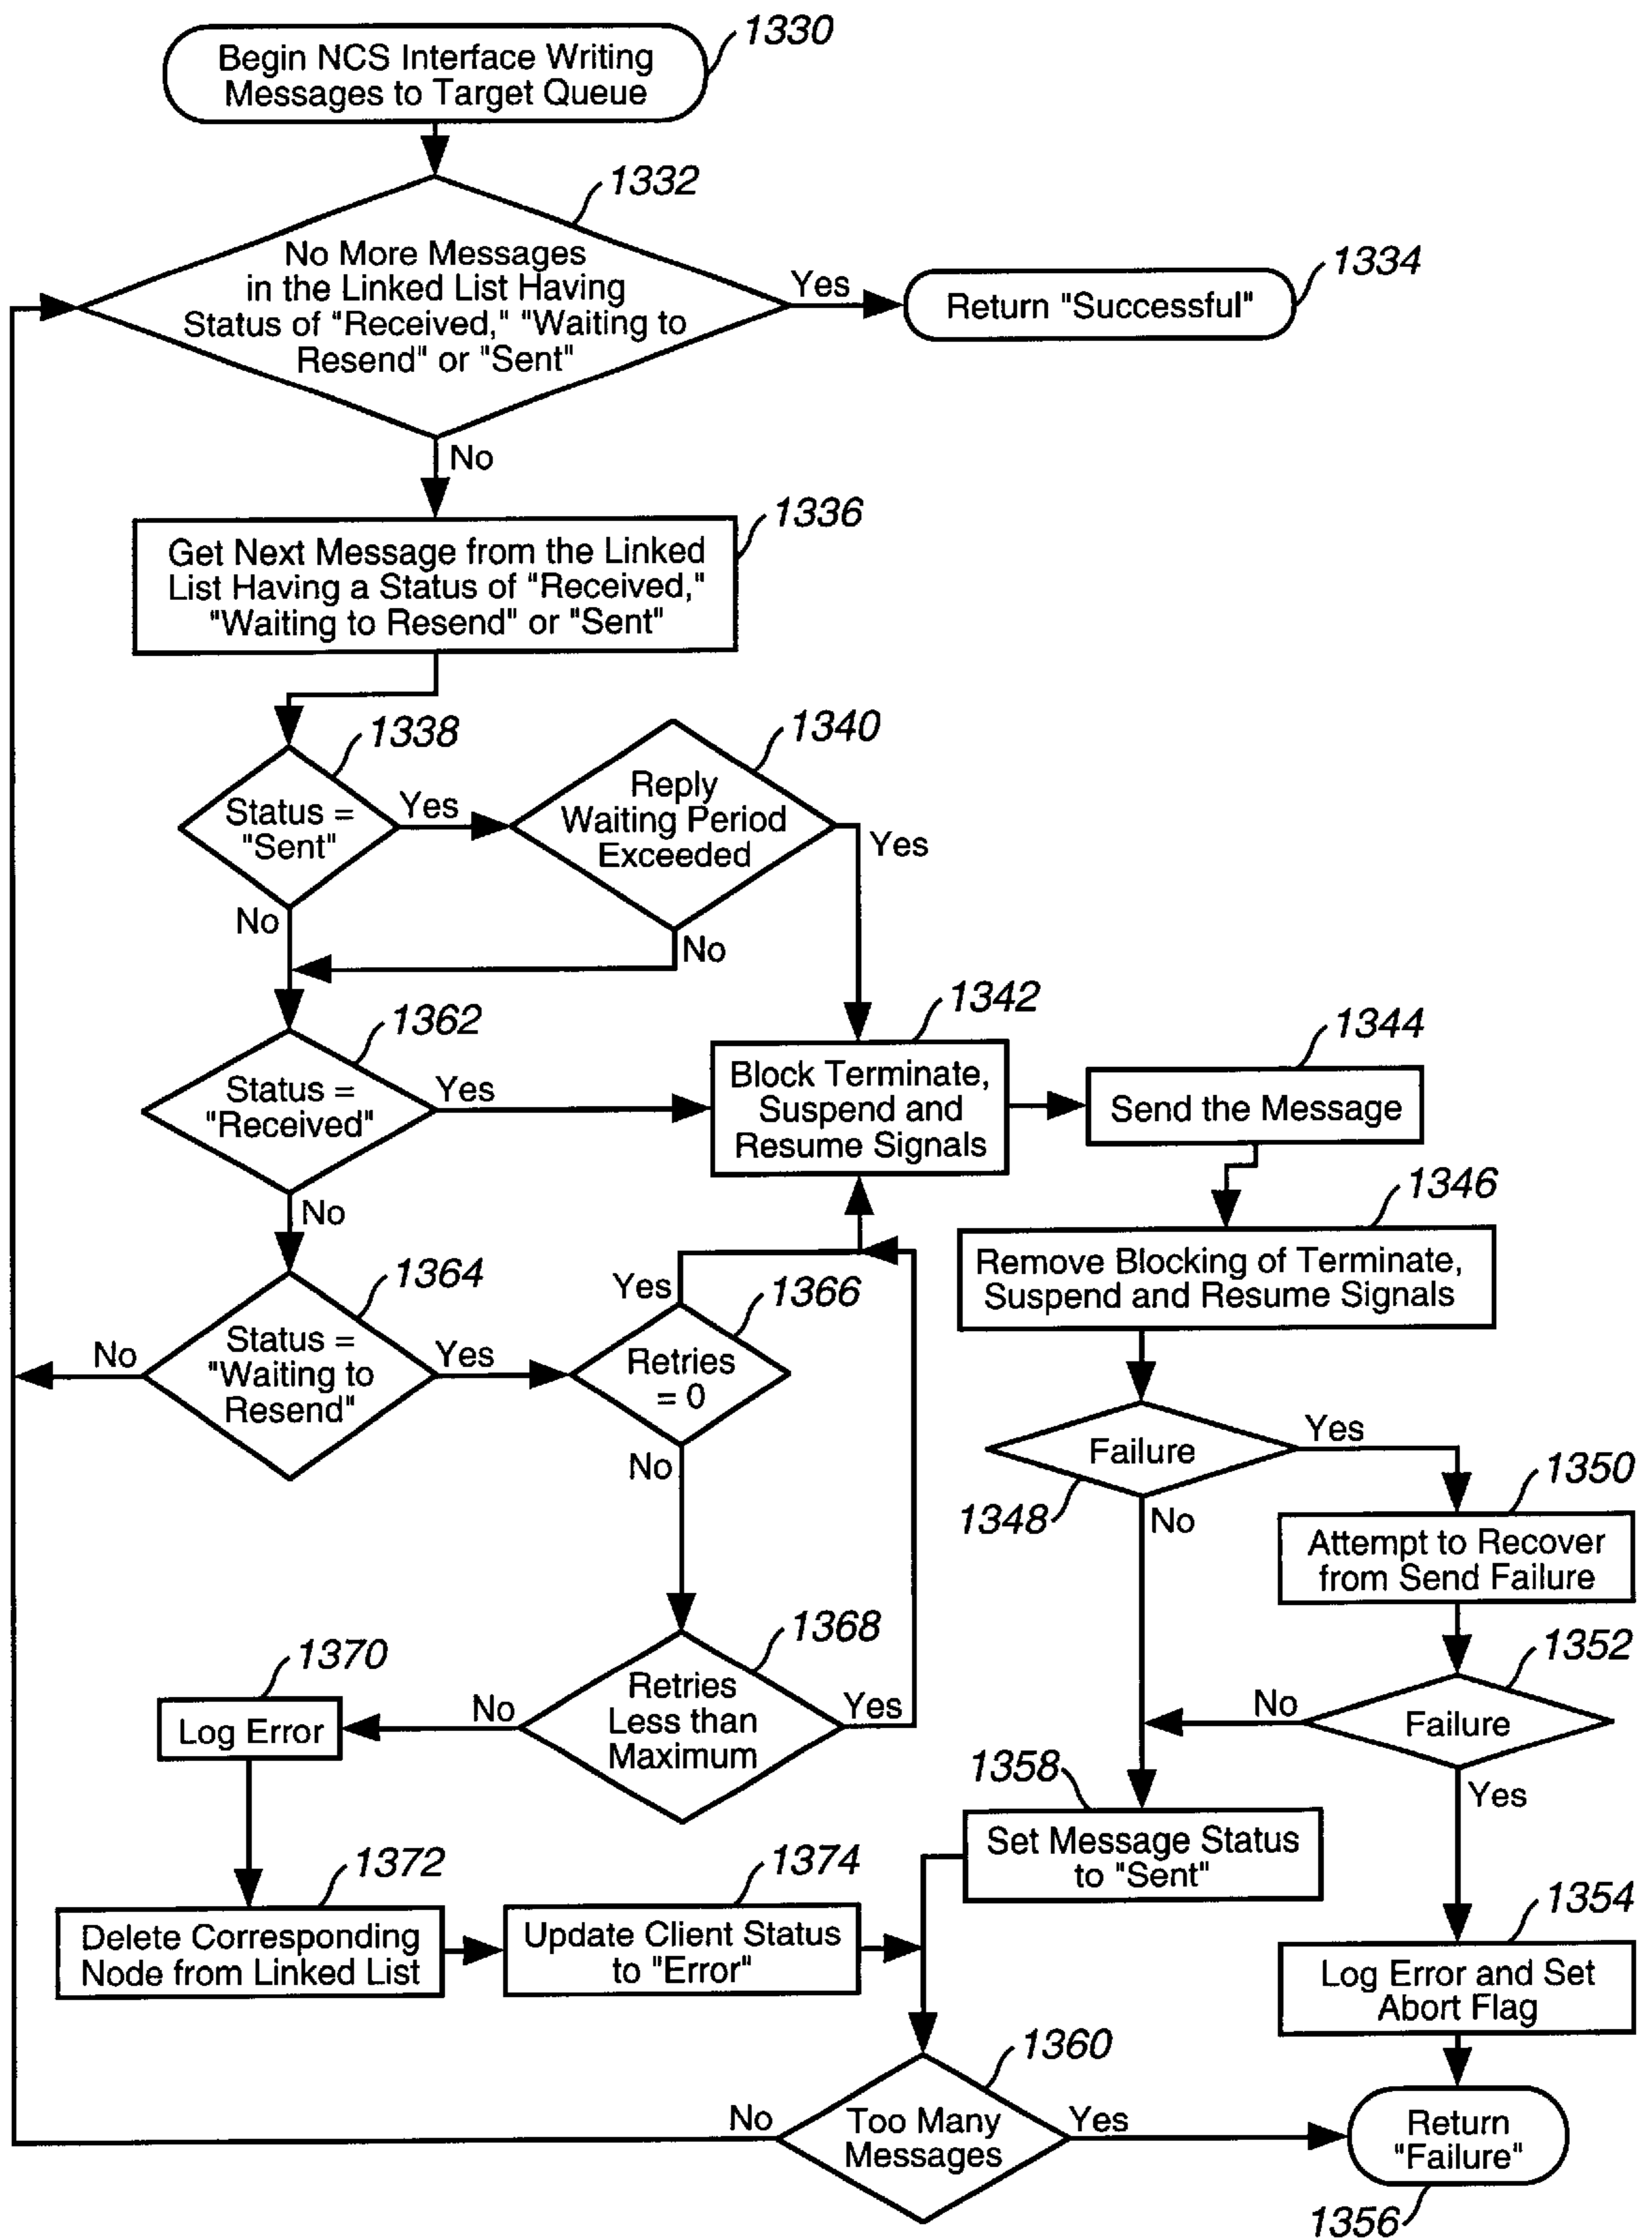 1330
Begin NCS Interface Writing
Messages to Target Queue
1332
No More Messages
in the Linked List Having
Status of "Received," "Waiting to
Resend" or "Sent"
Yes
1334
Return "Successful"
No
1336
Get Next Message from the Linked
List Having a Status of "Received,"
"Waiting to Resend" or "Sent"
1338
Status =
"Sent"
Yes
No
1340
Reply
Waiting Period
Exceeded
Yes
No
1362
Status =
"Received"
Yes
No
1342
Block Terminate,
Suspend and
Resume Signals
1344
Send the Message
1346
Remove Blocking of Terminate,
Suspend and Resume Signals
1364
Status =
"Waiting to
Resend"
No
Yes
1366
Yes
Retries
= 0
No
Failure
1348
Yes
No
1350
Attempt to Recover
from Send Failure
1352
Failure
No
Yes
1368
Retries
Less than
Maximum
No
Yes
1370
Log Error
1358
Set Message Status
to "Sent"
1372
Delete Corresponding
Node from Linked List
1374
Update Client Status
to "Error"
1354
Log Error and Set
Abort Flag
1360
Too Many
Messages
No
Yes
Return
"Failure"
1356